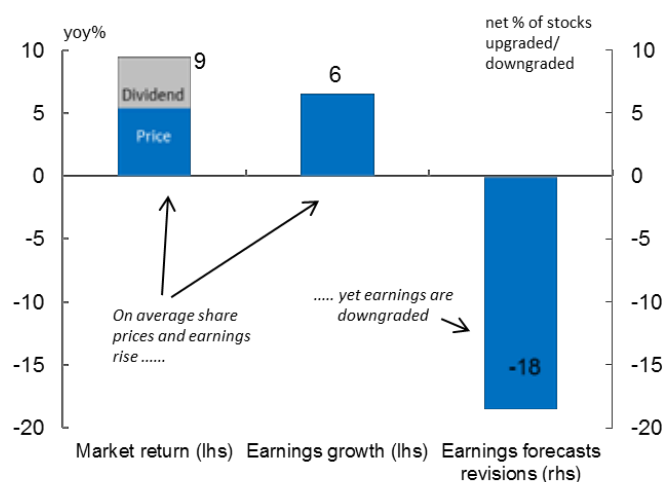 yoy%
net % of stocks
upgraded/
downgraded
10
5
0
-5
-10
-15
-20
10
5
0
-5
-10
-15
-20
9
Dividend
Price
6
-18
On average share
prices and earnings
rise ......
..... yet earnings are
downgraded
Market return (lhs)
Earnings growth (lhs)
Earnings forecasts
revisions (rhs)